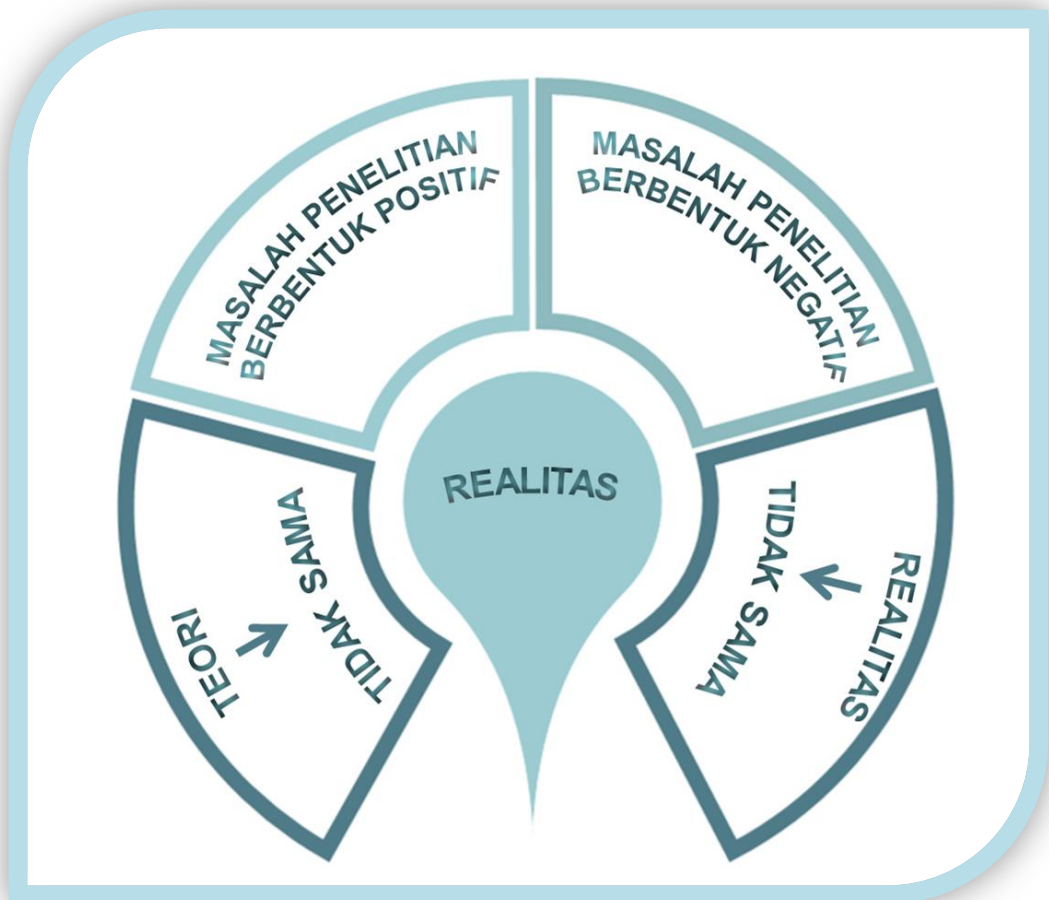 MASALAH PENELITIAN
BERBENTUK POSITIF
MASALAH PENELITIAN
BERBENTUK NEGATIF
REALITAS
TEORI
TIDAK SAMA
TIDAK SAMA
REALITAS